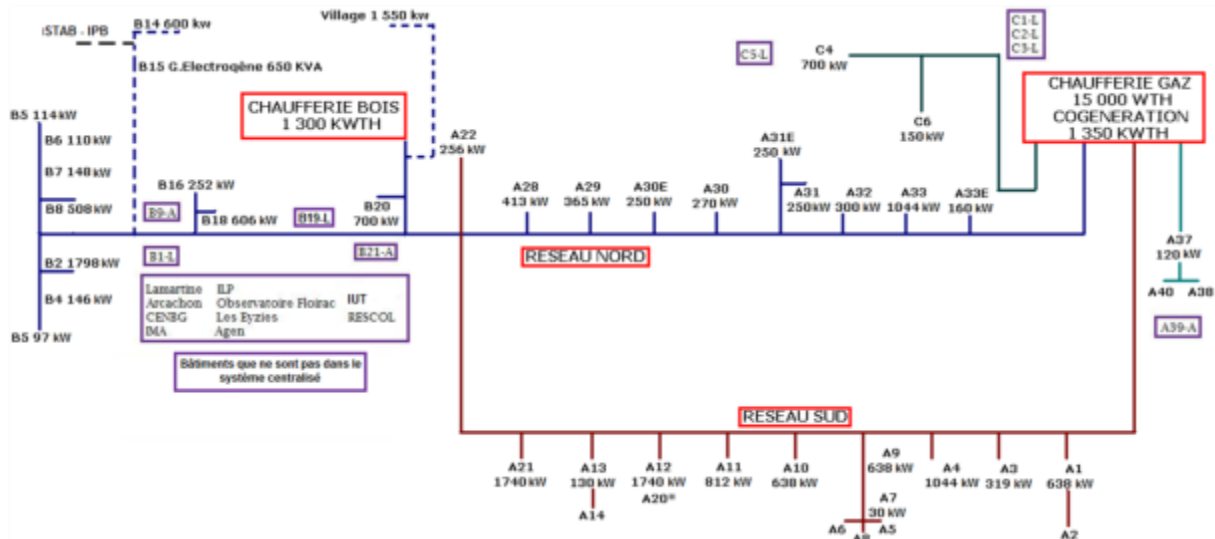 ISTAB - IPB
B14 600 kw
Village 1 550 kw
B15 G.Electrogène 650 KVA
C1-L
C2-L
C3-L
C5-L
C4
700 kW
C6
150 kW
CHAUFFERIE GAZ
15 000 WTH
COGENERATION
1 350 KWTH
CHAUFFERIE BOIS
1 300 KWTH
B5 114 kW
B6 110 kW
B7 148 kW
B8 508 kW
B9-A
B16 252 kW
B18 606 kW
B19-L
B20
700 kW
B1-L
B21-A
A22
256 kW
A28
413 kW
A29
365 kW
A30E
250 kW
A30
270 kW
A31E
250 kW
A31
250 kW
A32
300 kW
A33
1044 kW
A33E
160 kW
RESEAU NORD
A37
120 kW
A40 A38
A39-A
B2 1798 kW
B4 146 kW
B5 97 kW
Lamartine ILP
Arcachon Observatoire Floirac IUT
CENBG Les Eyzies RESCOL
IMA Agen
Bâtiments que ne sont pas dans le
système centralisé
RESEAU SUD
A21
1740 kW
A13
130 kW
A14
A12
1740 kW
A20*
A11
812 kW
A10
638 kW
A9
638 kW
A7
30 kW
A6 A5
A8
A4
1044 kW
A3
319 kW
A1
638 kW
A2